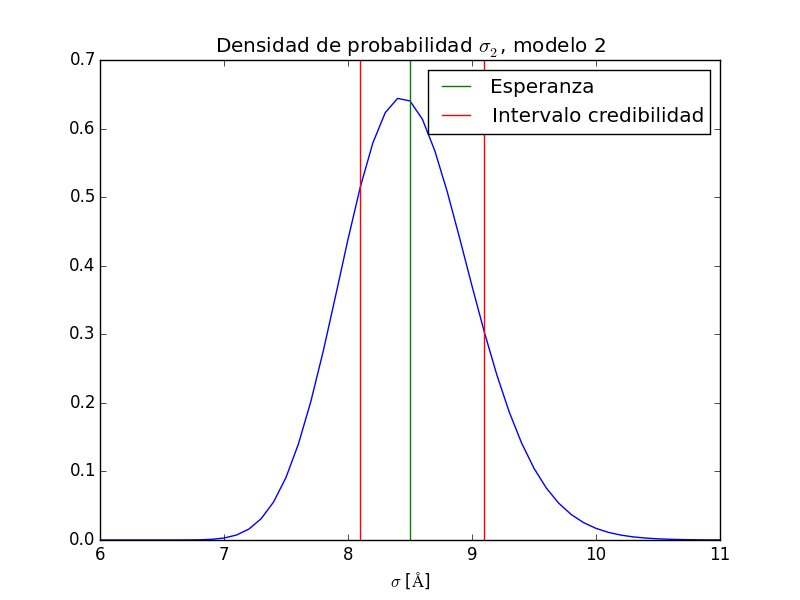 Densidad de probabilidad σ₂, modelo 2
0.7
0.6
0.5
0.4
0.3
0.2
0.1
0.0
Esperanza
Intervalo credibilidad
6 7 8 9 10 11
σ [Å]